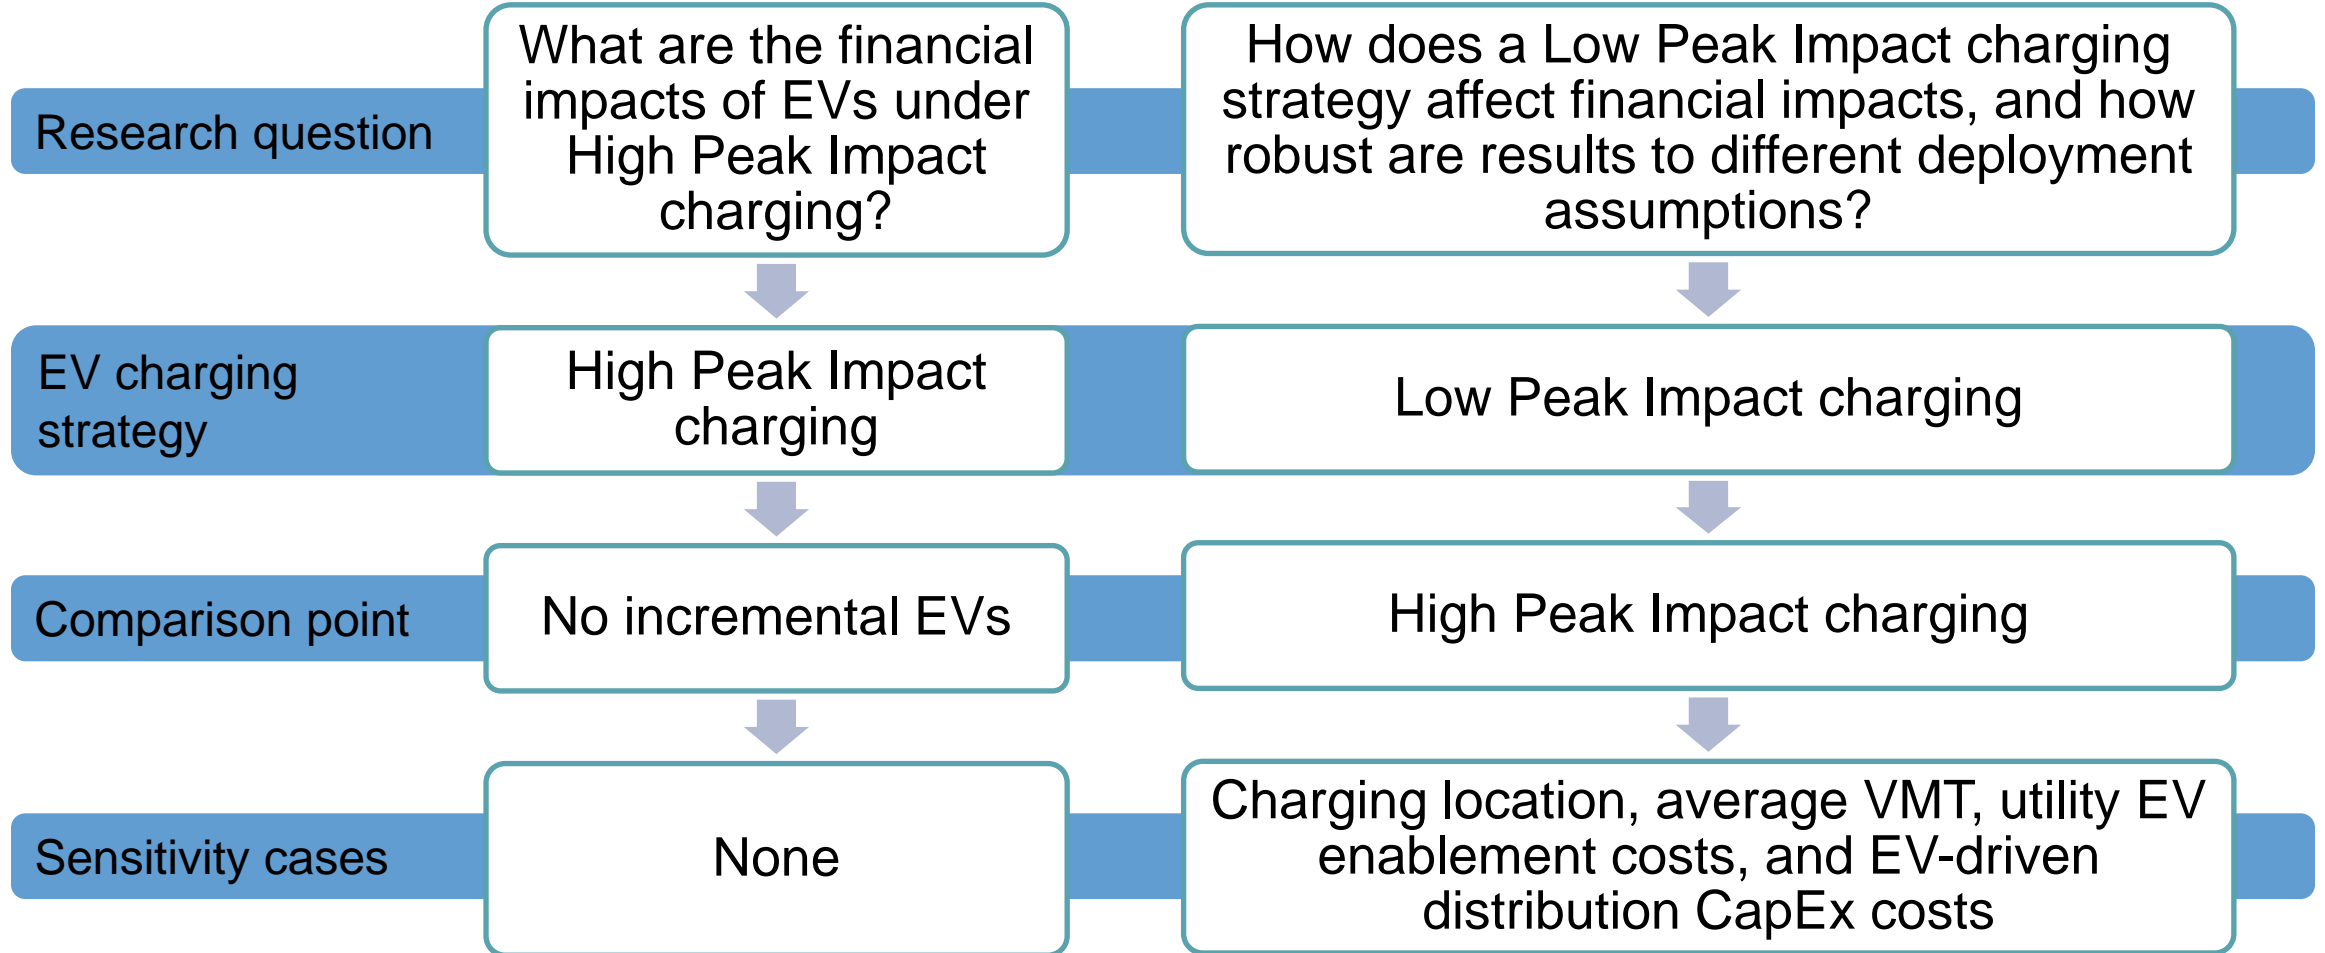 Research question
What are the financial
impacts of EVs under
High Peak Impact
charging?
How does a Low Peak Impact charging
strategy affect financial impacts, and how
robust are results to different deployment
assumptions?
EV charging
strategy
High Peak Impact
charging
Low Peak Impact charging
Comparison point
No incremental EVs
High Peak Impact charging
Sensitivity cases
None
Charging location, average VMT, utility EV
enablement costs, and EV-driven
distribution CapEx costs